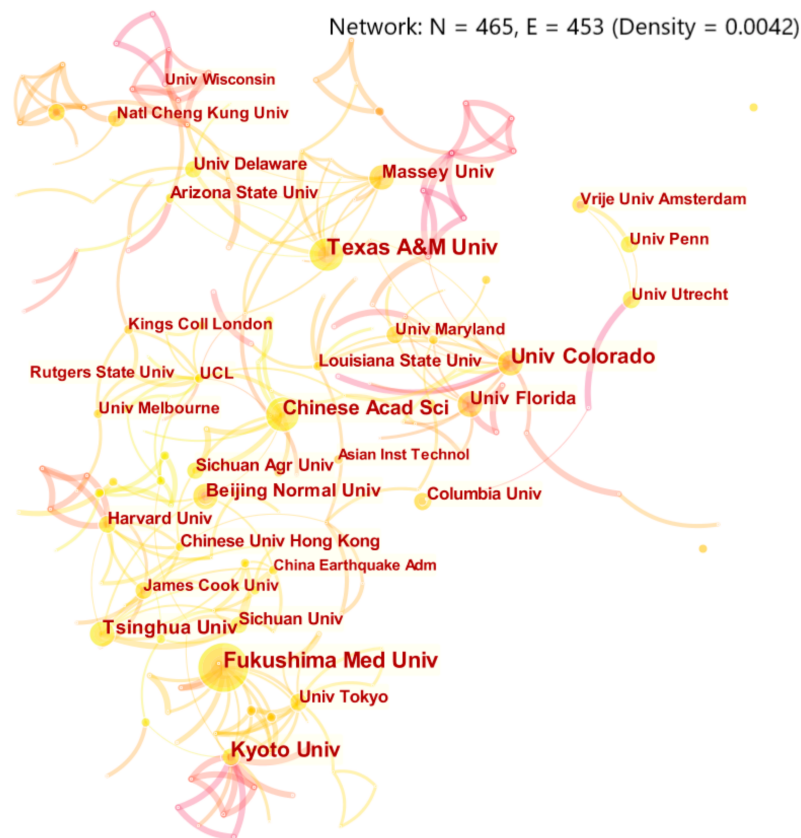 Network: N = 465, E = 453 (Density = 0.0042)
Univ Wisconsin
Natl Cheng Kung Univ
Univ Delaware
Massey Univ
Arizona State Univ
Vrije Univ Amsterdam
Univ Penn
Texas A&M Univ
Univ Utrecht
Kings Coll London
Univ Maryland
Louisiana State Univ
Univ Colorado
Rutgers State Univ
UCL
Univ Melbourne
Chinese Acad Sci
Univ Florida
Asian Inst Technol
Sichuan Agr Univ
Beijing Normal Univ
Columbia Univ
Harvard Univ
Chinese Univ Hong Kong
China Earthquake Adm
James Cook Univ
Sichuan Univ
Tsinghua Univ
Fukushima Med Univ
Univ Tokyo
Kyoto Univ